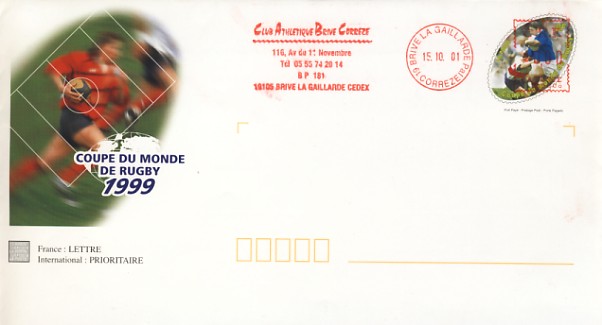 CLUB ATHLETIQUE BRIVE CORREZE
116, Av du 11 Novembre
Tél 05 55 74 20 14
B P 181
19105 BRIVE LA GAILLARDE CEDEX
BRIVE LA GAILLARDE Pal
15.10. 01
19 CORREZE
COUPE DU MONDE
DE RUGBY
1999
France : LETTRE
International : PRIORITAIRE